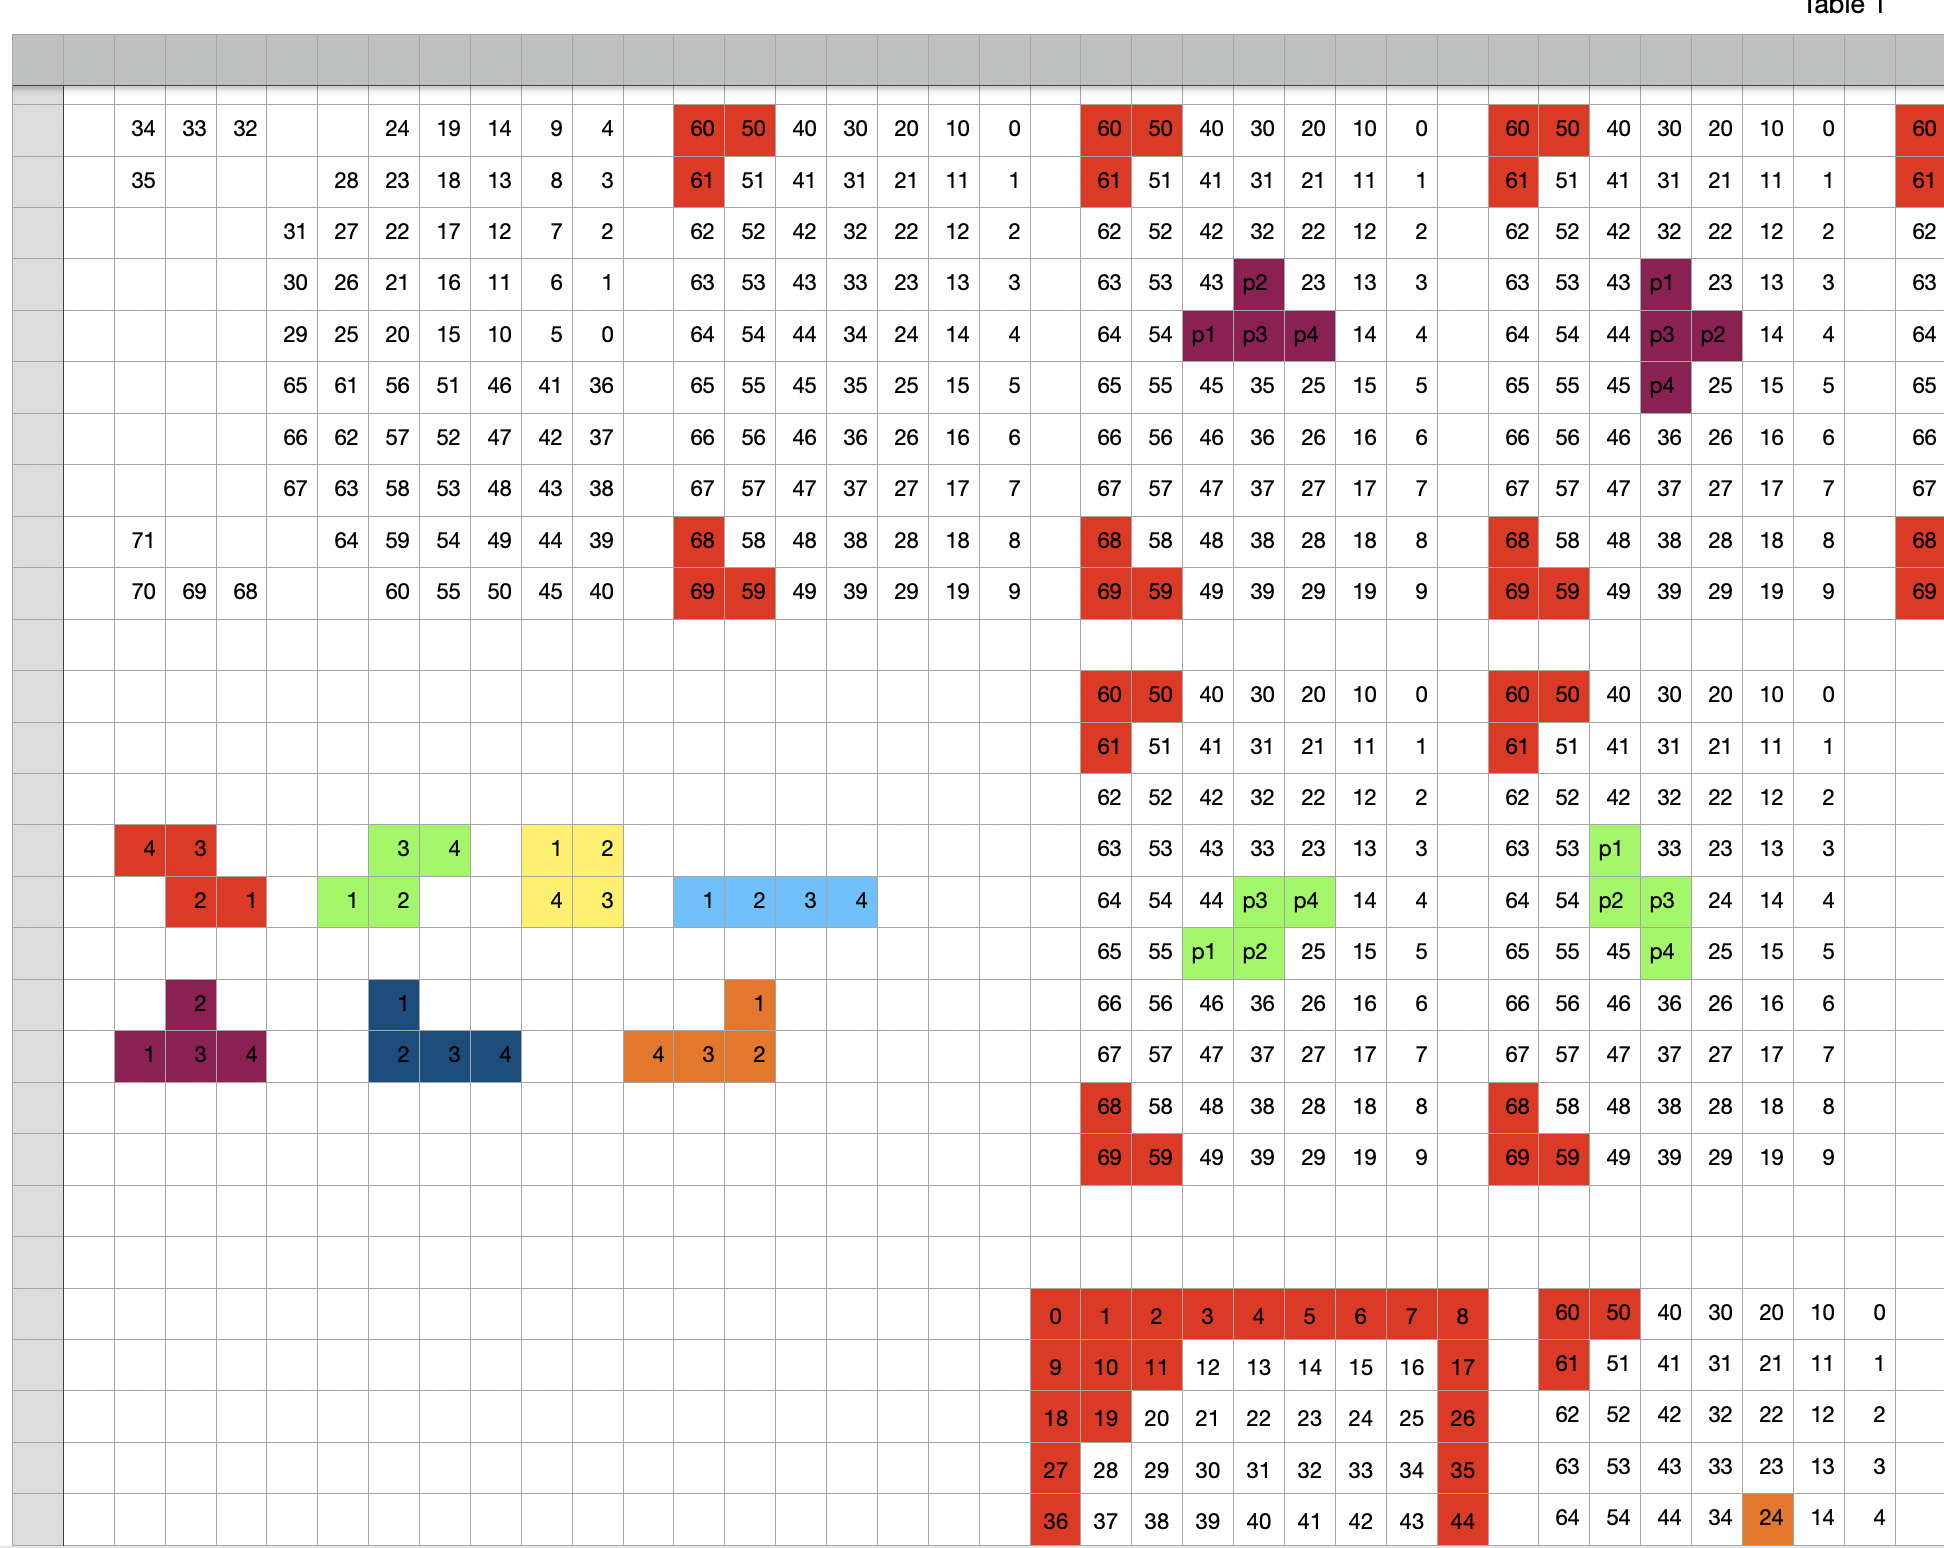 Table 1
34 33 32 24 19 14 9 4 60 50 40 30 20 10 0 60 50 40 30 20 10 0 60 50 40 30 20 10 0 60
35 28 23 18 13 8 3 61 51 41 31 21 11 1 61 51 41 31 21 11 1 61 51 41 31 21 11 1 61
31 27 22 17 12 7 2 62 52 42 32 22 12 2 62 52 42 32 22 12 2 62 52 42 32 22 12 2 62
30 26 21 16 11 6 1 63 53 43 33 23 13 3 63 53 43 p2 23 13 3 63 53 43 p1 23 13 3 63
29 25 20 15 10 5 0 64 54 44 34 24 14 4 64 54 p1 p3 p4 14 4 64 54 44 p3 p2 14 4 64
65 61 56 51 46 41 36 65 55 45 35 25 15 5 65 55 45 35 25 15 5 65 55 45 p4 25 15 5 65
66 62 57 52 47 42 37 66 56 46 36 26 16 6 66 56 46 36 26 16 6 66 56 46 36 26 16 6 66
67 63 58 53 48 43 38 67 57 47 37 27 17 7 67 57 47 37 27 17 7 67 57 47 37 27 17 7 67
71 64 59 54 49 44 39 68 58 48 38 28 18 8 68 58 48 38 28 18 8 68 58 48 38 28 18 8 68
70 69 68 60 55 50 45 40 69 59 49 39 29 19 9 69 59 49 39 29 19 9 69 59 49 39 29 19 9 69
60 50 40 30 20 10 0 60 50 40 30 20 10 0
61 51 41 31 21 11 1 61 51 41 31 21 11 1
62 52 42 32 22 12 2 62 52 42 32 22 12 2
4 3 3 4 1 2 63 53 43 33 23 13 3 63 53 p1 33 23 13 3
2 1 1 2 4 3 1 2 3 4 64 54 44 p3 p4 14 4 64 54 p2 p3 24 14 4
65 55 p1 p2 25 15 5 65 55 45 p4 25 15 5
2 1 1 66 56 46 36 26 16 6 66 56 46 36 26 16 6
1 3 4 2 3 4 4 3 2 67 57 47 37 27 17 7 67 57 47 37 27 17 7
68 58 48 38 28 18 8 68 58 48 38 28 18 8
69 59 49 39 29 19 9 69 59 49 39 29 19 9
0 1 2 3 4 5 6 7 8 60 50 40 30 20 10 0
9 10 11 12 13 14 15 16 17 61 51 41 31 21 11 1
18 19 20 21 22 23 24 25 26 62 52 42 32 22 12 2
27 28 29 30 31 32 33 34 35 63 53 43 33 23 13 3
36 37 38 39 40 41 42 43 44 64 54 44 34 24 14 4